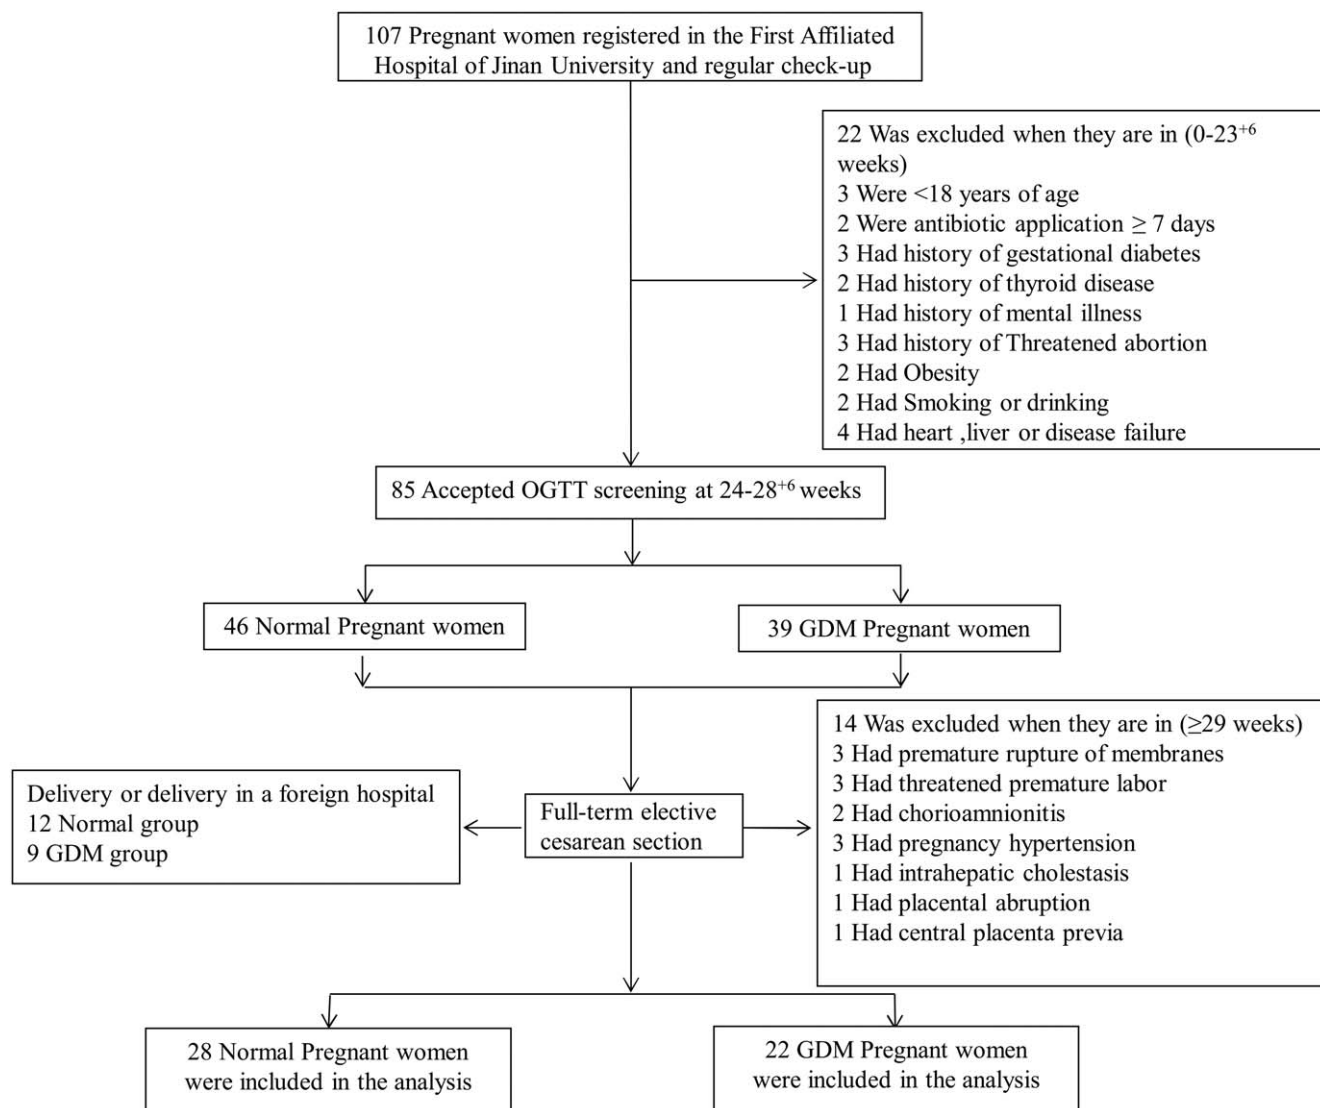 107 Pregnant women registered in the First Affiliated
Hospital of Jinan University and regular check-up
22 Was excluded when they are in (0-23⁺⁶
weeks)
3 Were <18 years of age
2 Were antibiotic application ≥ 7 days
3 Had history of gestational diabetes
2 Had history of thyroid disease
1 Had history of mental illness
3 Had history of Threatened abortion
2 Had Obesity
2 Had Smoking or drinking
4 Had heart ,liver or disease failure
85 Accepted OGTT screening at 24-28⁺⁶ weeks
46 Normal Pregnant women
39 GDM Pregnant women
Delivery or delivery in a foreign hospital
12 Normal group
9 GDM group
Full-term elective
cesarean section
14 Was excluded when they are in (≥29 weeks)
3 Had premature rupture of membranes
3 Had threatened premature labor
2 Had chorioamnionitis
3 Had pregnancy hypertension
1 Had intrahepatic cholestasis
1 Had placental abruption
1 Had central placenta previa
28 Normal Pregnant women
were included in the analysis
22 GDM Pregnant women
were included in the analysis